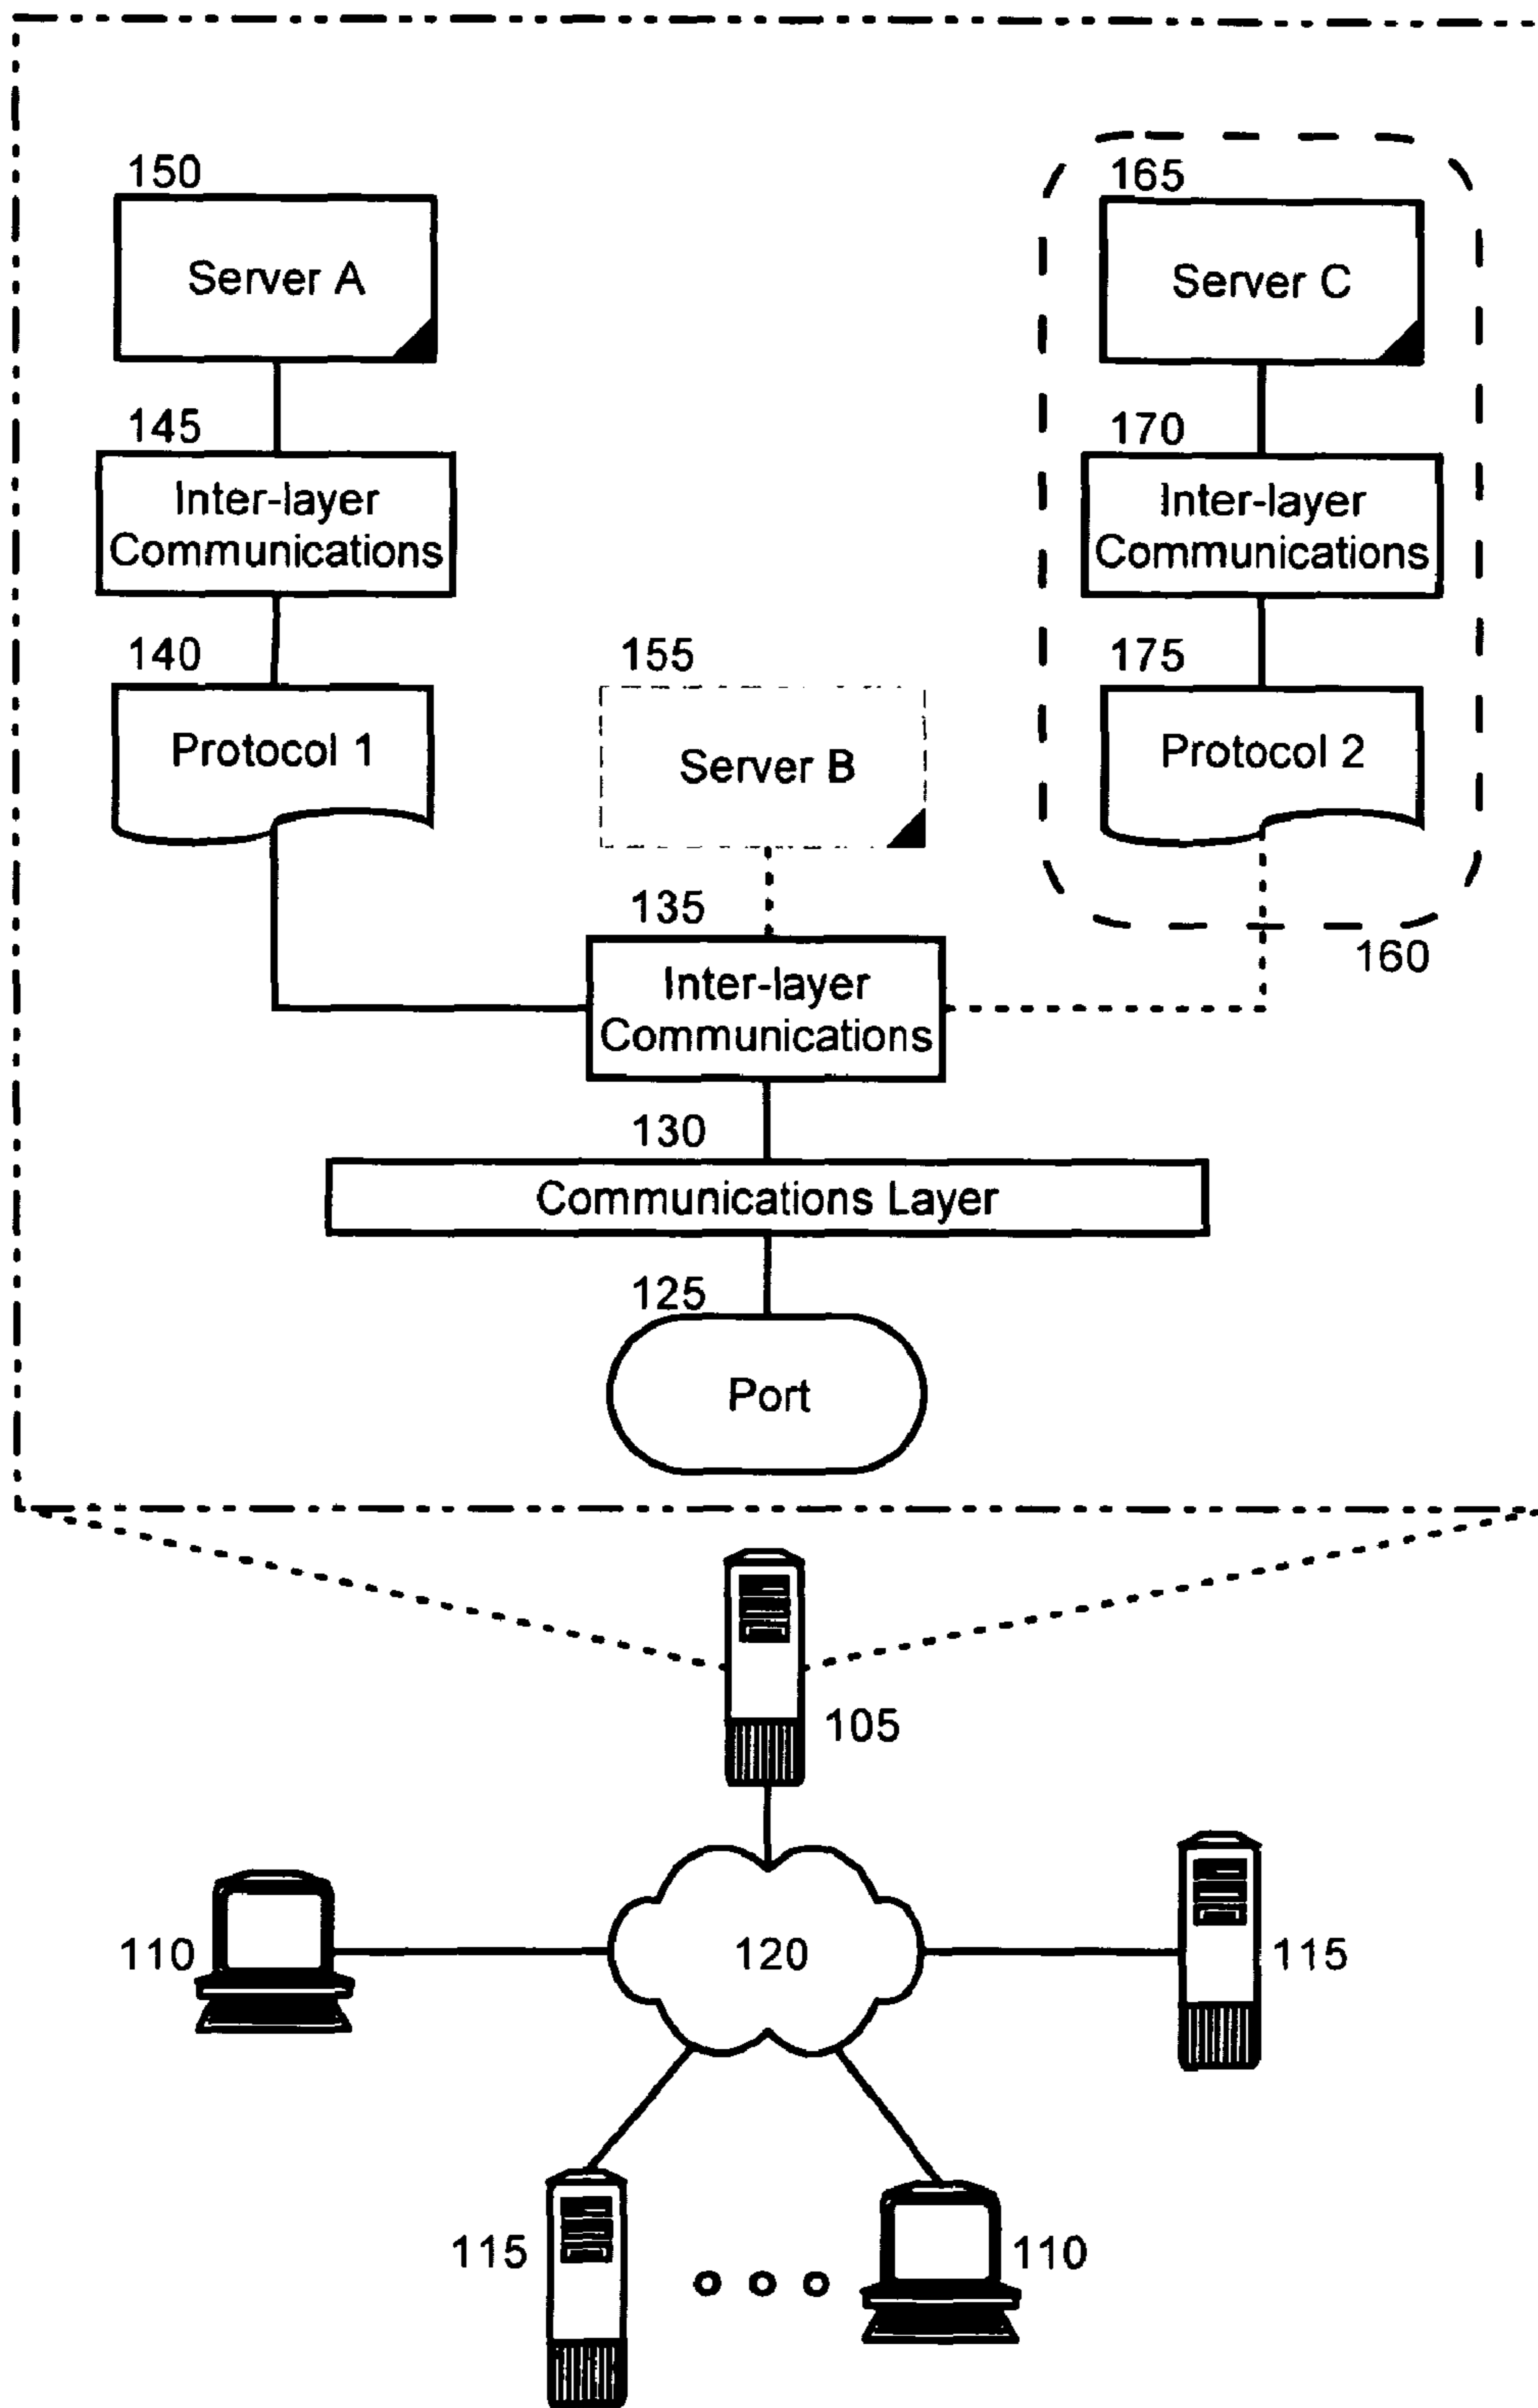 150
Server A
165
Server C
145
Inter-layer
Communications
170
Inter-layer
Communications
140
Protocol 1
155
Server B
175
Protocol 2
135
Inter-layer
Communications
160
130
Communications Layer
125
Port
105
110
120
115
115
110